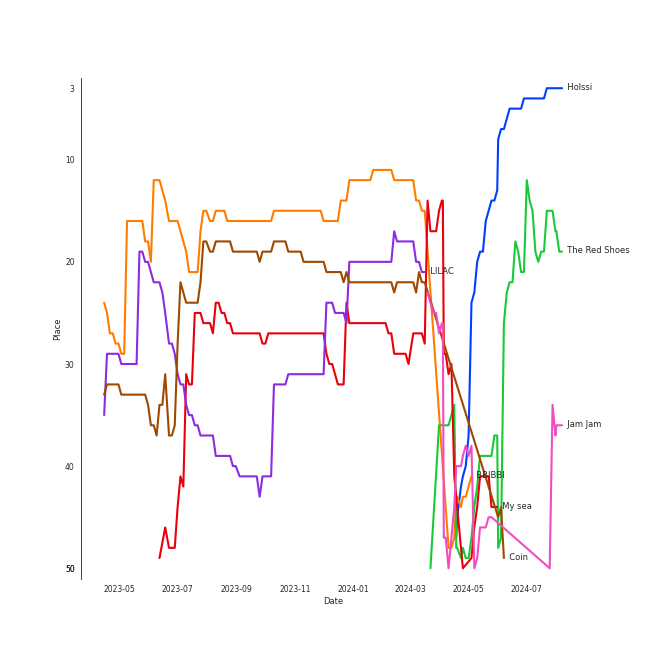 3
Holssi
10
20
The Red Shoes
LILAC
Place
30
Jam Jam
40
BBIBBI
My sea
Coin
50
2023-05
2023-07
2023-09
2023-11
2024-01
2024-03
2024-05
2024-07
Date